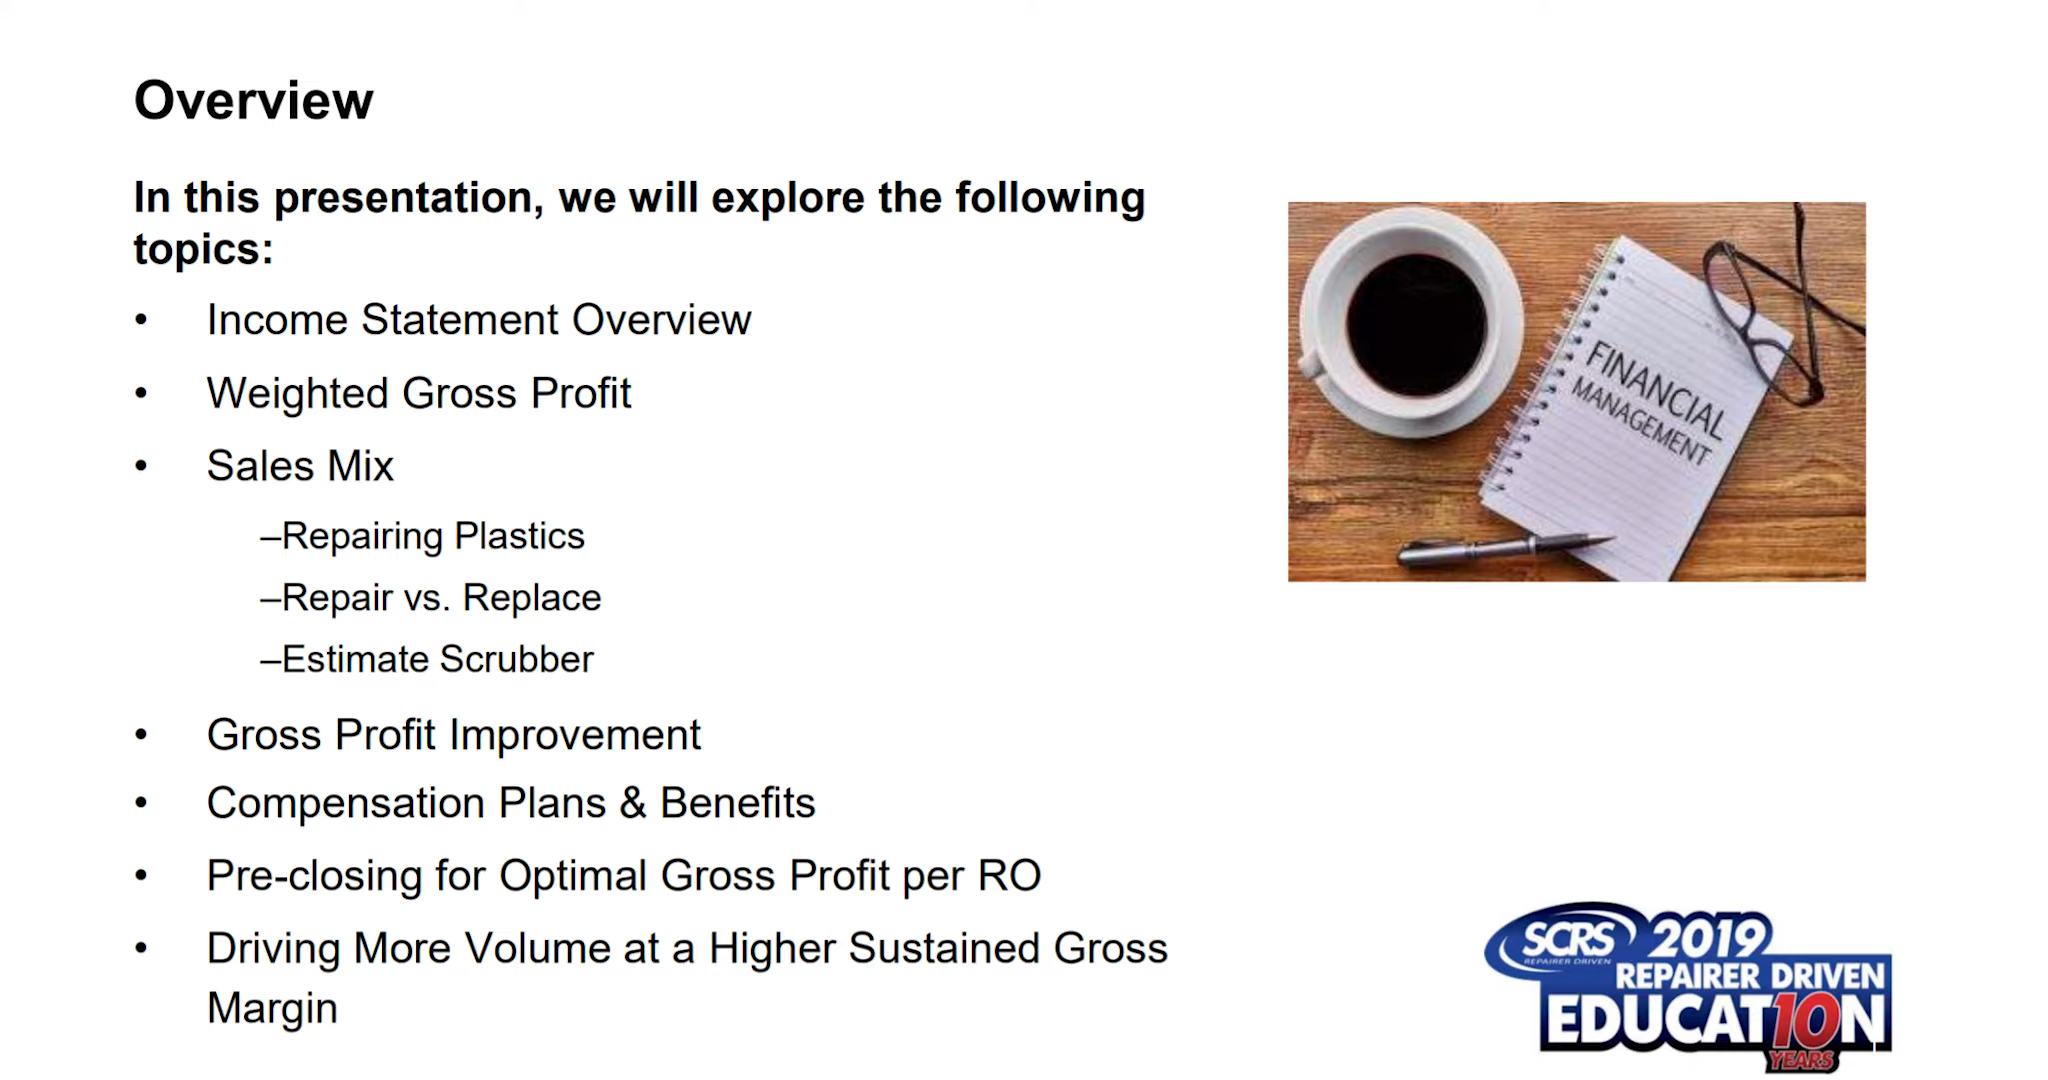 Overview
In this presentation, we will explore the following
topics:
• Income Statement Overview
• Weighted Gross Profit
• Sales Mix
–Repairing Plastics
–Repair vs. Replace
–Estimate Scrubber
• Gross Profit Improvement
• Compensation Plans & Benefits
• Pre-closing for Optimal Gross Profit per RO
• Driving More Volume at a Higher Sustained Gross
Margin
FINANCIAL
MANAGEMENT
SCRS 2019
REPAIRER DRIVEN
REPAIRER DRIVEN
EDUCAT10N
YEARS